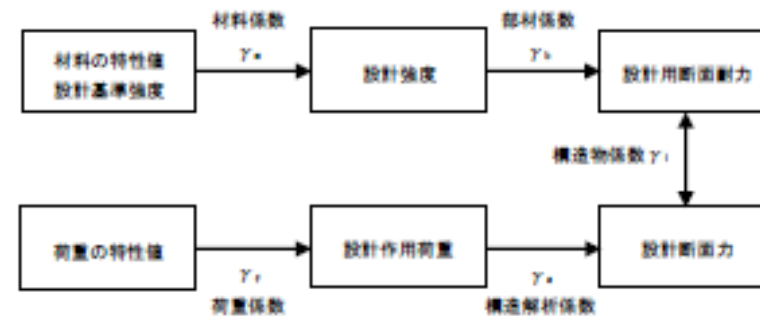 材料係数
部材係数
γm
γb
材料の特性値
設計基準強度
設計強度
設計用断面耐力
構造物係数 γi
荷重の特性値
設計作用荷重
設計断面力
γf
γa
荷重係数
構造解析係数